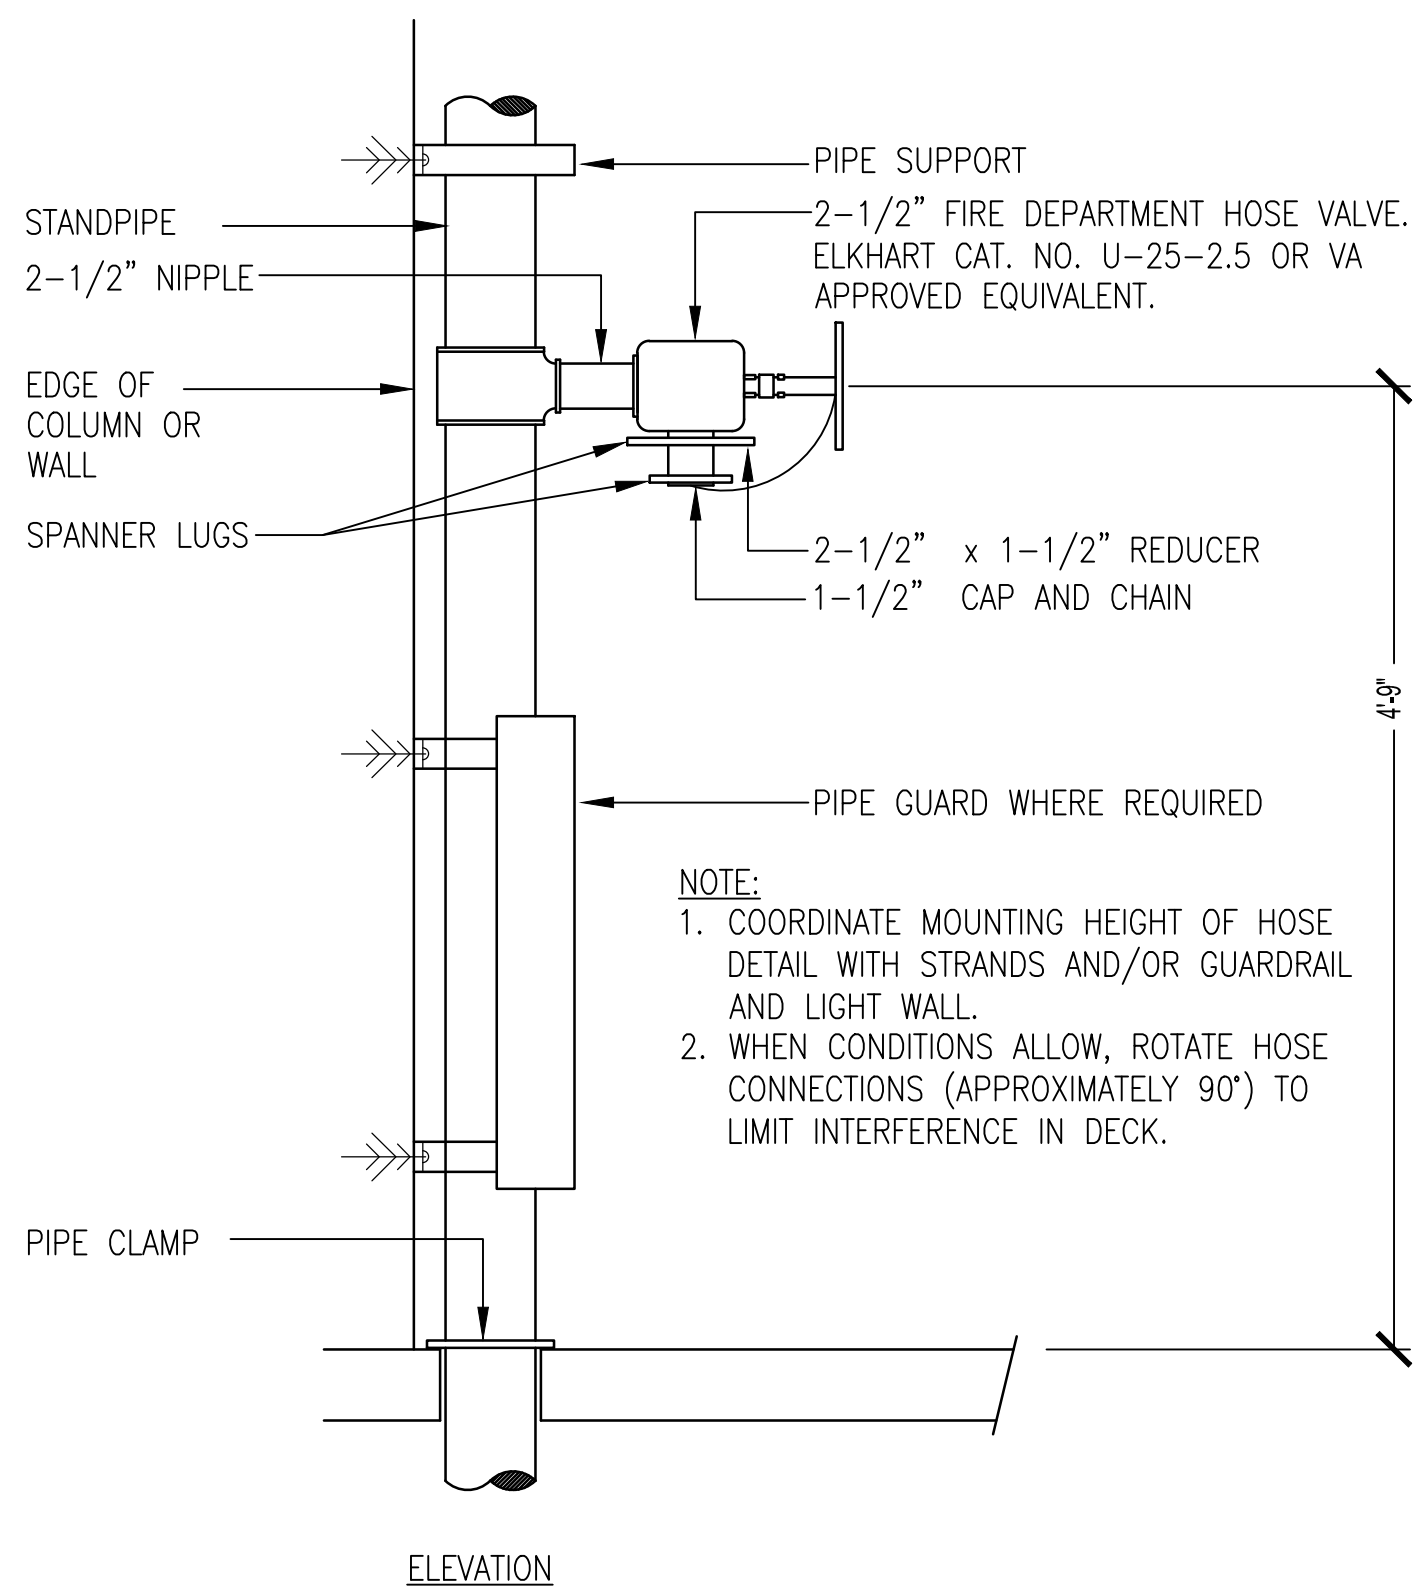 PIPE SUPPORT
STANDPIPE
2-1/2” FIRE DEPARTMENT HOSE VALVE.
ELKHART CAT. NO. U-25-2.5 OR VA
APPROVED EQUIVALENT.
2-1/2” NIPPLE
EDGE OF
COLUMN OR
WALL
SPANNER LUGS
2-1/2” x 1-1/2” REDUCER
1-1/2” CAP AND CHAIN
4'-9"
PIPE GUARD WHERE REQUIRED
NOTE:
1. COORDINATE MOUNTING HEIGHT OF HOSE
DETAIL WITH STRANDS AND/OR GUARDRAIL
AND LIGHT WALL.
2. WHEN CONDITIONS ALLOW, ROTATE HOSE
CONNECTIONS (APPROXIMATELY 90°) TO
LIMIT INTERFERENCE IN DECK.
PIPE CLAMP
ELEVATION